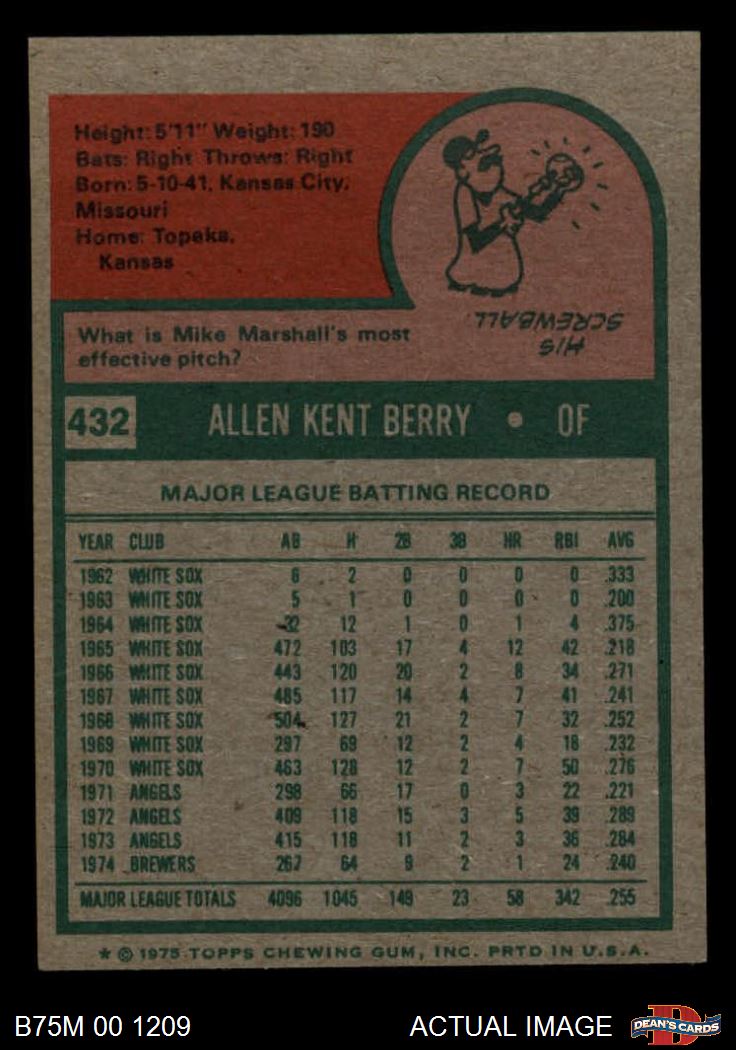 Height: 5'11" Weight: 190
Bats: Right Throws: Right
Born: 5-10-41, Kansas City,
Missouri
Home: Topeka,
Kansas
What is Mike Marshall's most
effective pitch?
HIS
SCREWBALL.
432 ALLEN KENT BERRY • OF
MAJOR LEAGUE BATTING RECORD
YEAR CLUB AB H 2B 3B HR RBI AVG
1962 WHITE SOX 6 2 0 0 0 0 .333
1963 WHITE SOX 5 1 0 0 0 0 .200
1964 WHITE SOX 32 12 1 0 1 4 .375
1965 WHITE SOX 472 103 17 4 12 42 .218
1966 WHITE SOX 443 120 20 2 8 34 .271
1967 WHITE SOX 485 117 14 4 7 41 .241
1968 WHITE SOX 504 127 21 2 7 32 .252
1969 WHITE SOX 297 69 12 2 4 18 .232
1970 WHITE SOX 463 128 12 2 7 50 .276
1971 ANGELS 298 66 17 0 3 22 .221
1972 ANGELS 409 118 15 3 5 39 .289
1973 ANGELS 415 118 11 2 3 36 .284
1974 BREWERS 267 64 9 2 1 24 .240
MAJOR LEAGUE TOTALS 4096 1045 149 23 58 342 .255
* © 1975 TOPPS CHEWING GUM, INC. PRTD IN U.S.A.
B75M 00 1209 ACTUAL IMAGE D DEAN'S CARDS